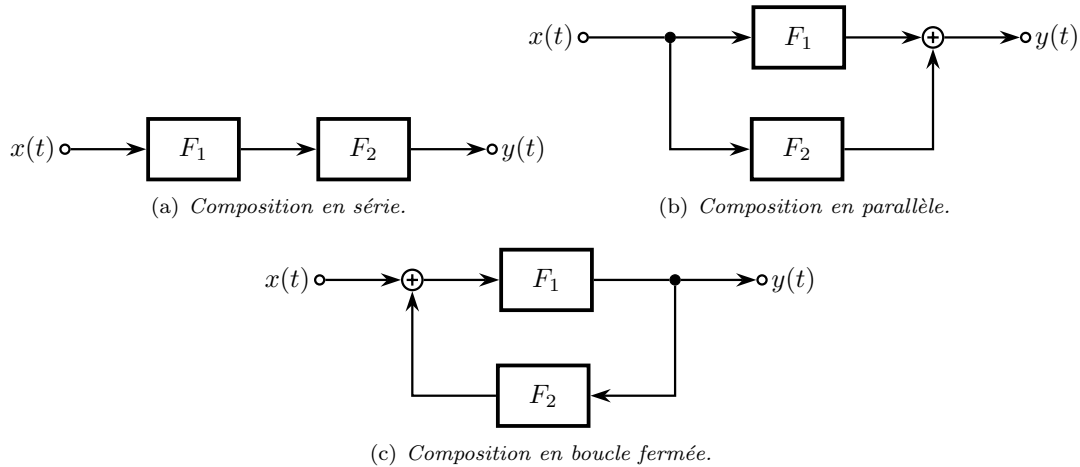 x(t) F₁ F₂ y(t)
(a) Composition en série.
x(t) F₁ + y(t)
F₂
(b) Composition en parallèle.
x(t) + F₁ y(t)
F₂
(c) Composition en boucle fermée.